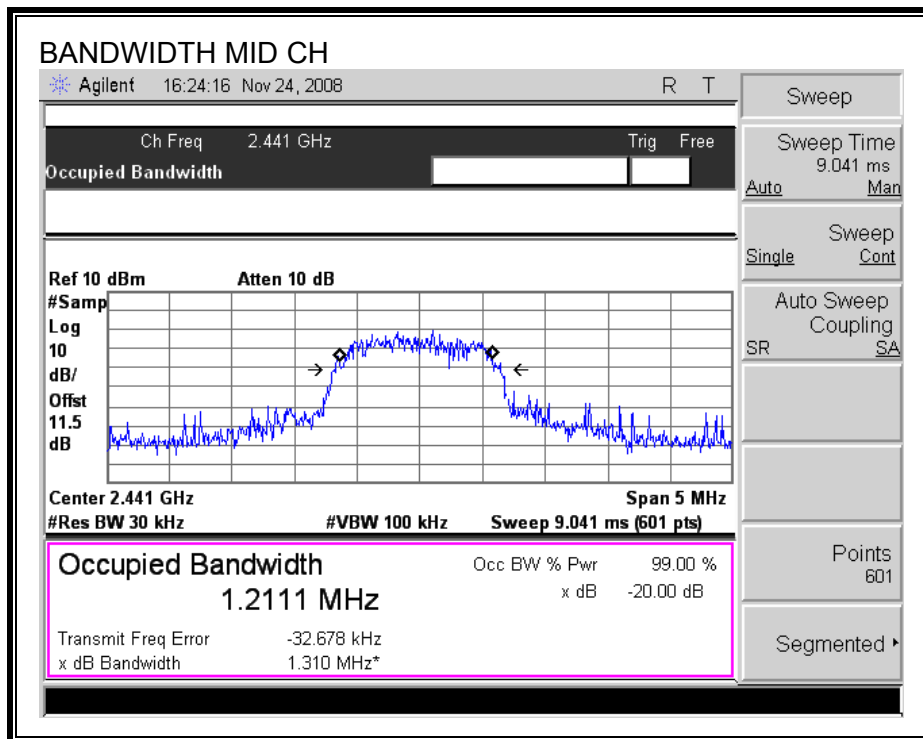 BANDWIDTH MID CH
Agilent 16:24:16 Nov 24, 2008 R T
Ch Freq 2.441 GHz Trig Free
Occupied Bandwidth
Ref 10 dBm Atten 10 dB
#Samp
Log
10
dB/
Offst
11.5
dB
Center 2.441 GHz Span 5 MHz
#Res BW 30 kHz #VBW 100 kHz Sweep 9.041 ms (601 pts)
Occupied Bandwidth
1.2111 MHz
Occ BW % Pwr 99.00 %
x dB -20.00 dB
Transmit Freq Error -32.678 kHz
x dB Bandwidth 1.310 MHz*
Sweep
Sweep Time
9.041 ms
Auto Man
Sweep
Single Cont
Auto Sweep
Coupling
SR SA
Points
601
Segmented